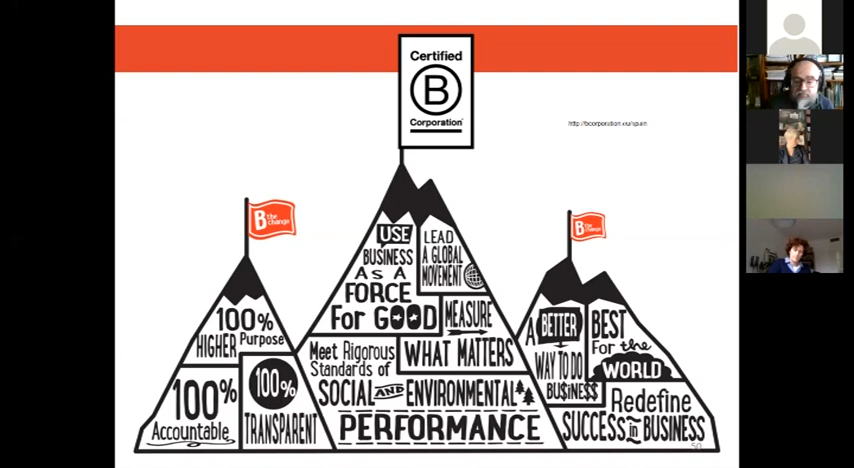 Certified
B
Corporation
http://bcorporation.eu/spain
B the
change
100%
HIGHER Purpose
100%
Accountable
100%
TRANSPARENT
USE
BUSINESS
AS A
FORCE
For GOOD
LEAD
A GLOBAL
MOVEMENT
MEASURE
WHAT MATTERS
Meet Rigorous
Standards of
SOCIAL AND ENVIRONMENTAL
PERFORMANCE
B the
change
A BETTER
WAY TO DO
BU$iNE$$
BEST
For the
WORLD
Redefine
SUCCESS in BUSINESS
50